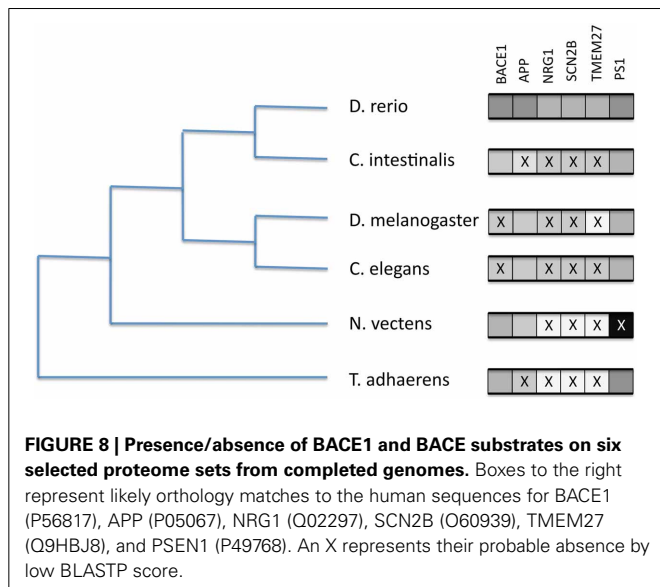 BACE1 APP NRG1 SCN2B TMEM27 PS1
D. rerio
C. intestinalis X X X X
D. melanogaster X X X X
C. elegans X X X X
N. vectens X X X X
T. adhaerens X X X X
FIGURE 8 | Presence/absence of BACE1 and BACE substrates on six
selected proteome sets from completed genomes. Boxes to the right
represent likely orthology matches to the human sequences for BACE1
(P56817), APP (P05067), NRG1 (Q02297), SCN2B (O60939), TMEM27
(Q9HBJ8), and PSEN1 (P49768). An X represents their probable absence by
low BLASTP score.